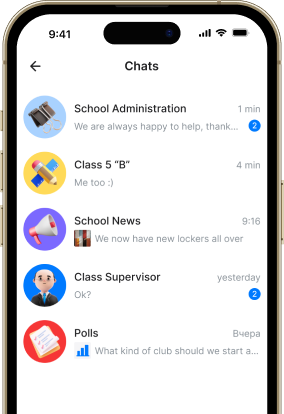 9:41
Chats
School Administration 1 min
We are always happy to help, thank... 2
Class 5 “B” 4 min
Me too :)
School News 9:16
We now have new lockers all over
Class Supervisor yesterday
Ok? 2
Polls Вчера
What kind of club should we start a...